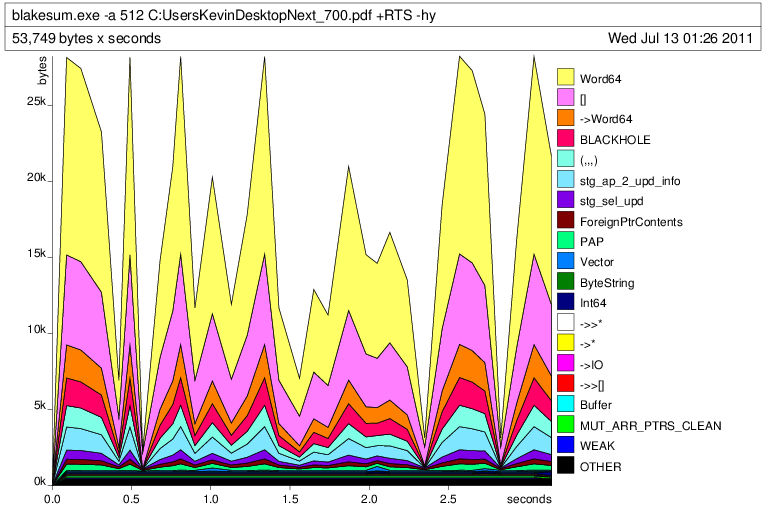 blakesum.exe -a 512 C:UsersKevinDesktopNext_700.pdf +RTS -hy
53,749 bytes x seconds Wed Jul 13 01:26 2011
bytes
25k
20k
15k
10k
5k
0k
0.0 0.5 1.0 1.5 2.0 2.5 seconds
Word64
[]
->Word64
BLACKHOLE
(,,,)
stg_ap_2_upd_info
stg_sel_upd
ForeignPtrContents
PAP
Vector
ByteString
Int64
->>*
->*
->IO
->>[]
Buffer
MUT_ARR_PTRS_CLEAN
WEAK
OTHER